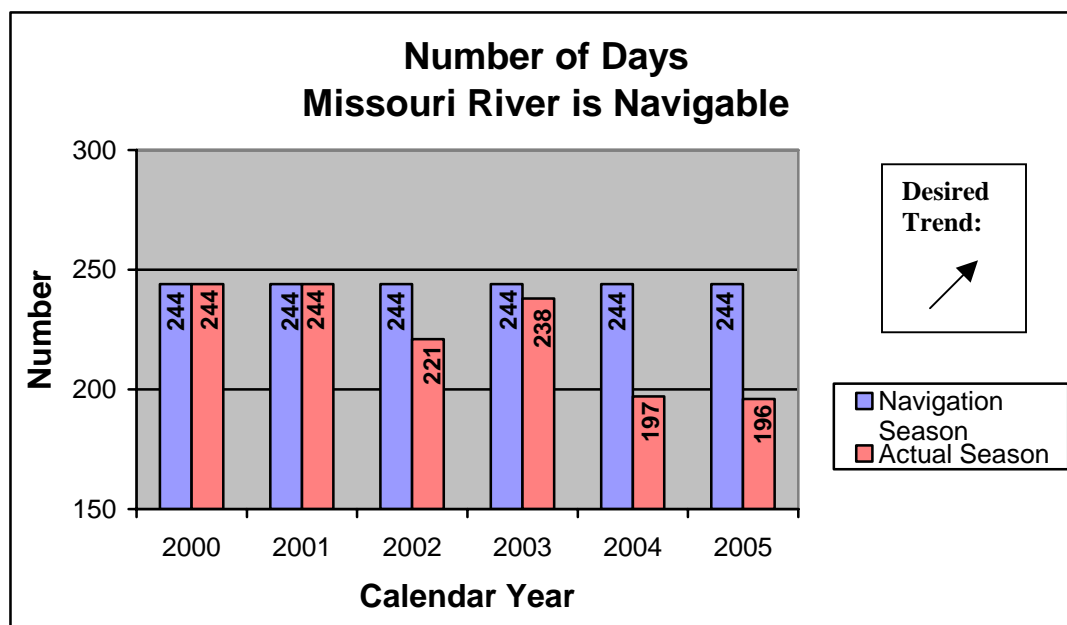 Number of Days
Missouri River is Navigable
300
250
200
150
Number
244
244
244
244
244
221
244
238
244
197
244
196
2000
2001
2002
2003
2004
2005
Calendar Year
Desired
Trend:
Navigation
Season
Actual Season